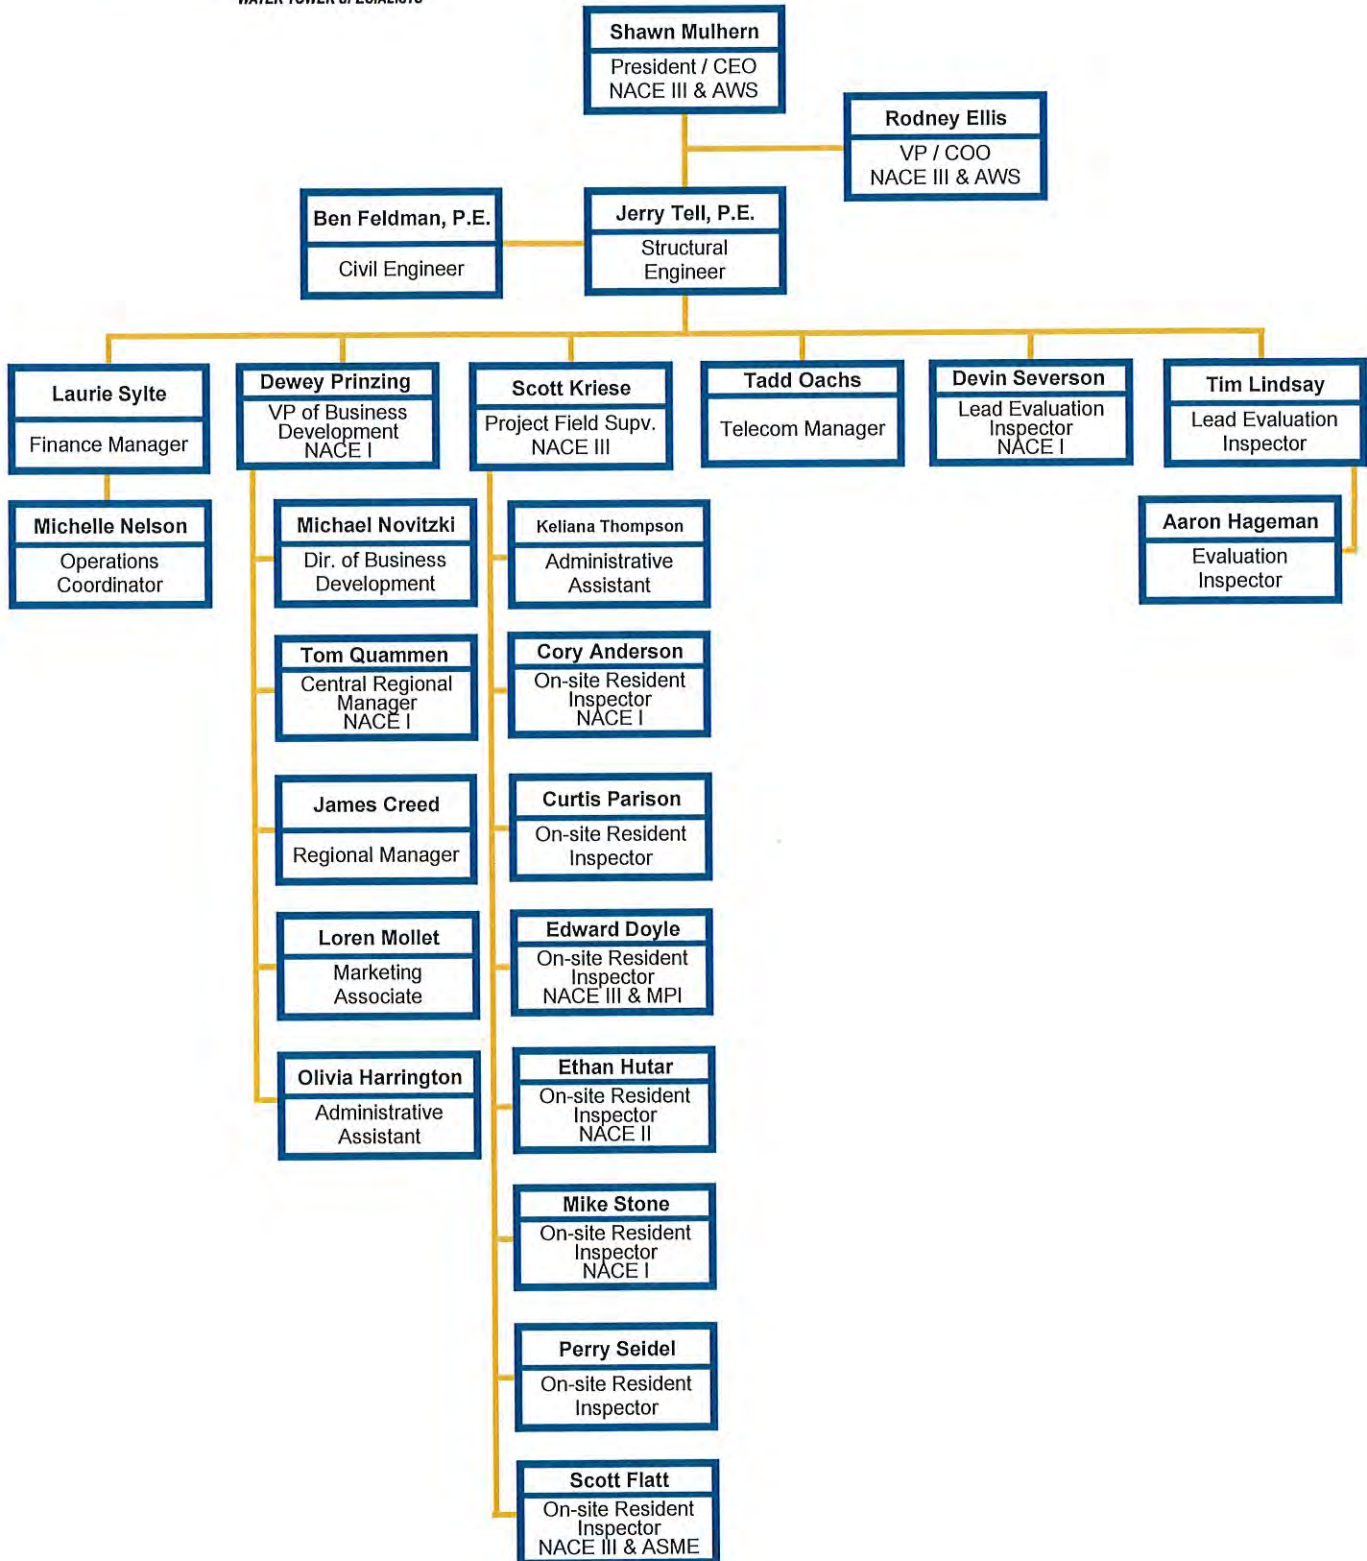 WATER TOWER SPECIALISTS
Shawn Mulhern
President / CEO
NACE III & AWS
Rodney Ellis
VP / COO
NACE III & AWS
Ben Feldman, P.E.
Civil Engineer
Jerry Tell, P.E.
Structural
Engineer
Laurie Sylte
Finance Manager
Dewey Prinzing
VP of Business
Development
NACE I
Scott Kriese
Project Field Supv.
NACE III
Tadd Oachs
Telecom Manager
Devin Severson
Lead Evaluation
Inspector
NACE I
Tim Lindsay
Lead Evaluation
Inspector
Michelle Nelson
Operations
Coordinator
Michael Novitzki
Dir. of Business
Development
Keliana Thompson
Administrative
Assistant
Aaron Hageman
Evaluation
Inspector
Tom Quammen
Central Regional
Manager
NACE I
Cory Anderson
On-site Resident
Inspector
NACE I
James Creed
Regional Manager
Curtis Parison
On-site Resident
Inspector
Loren Mollet
Marketing
Associate
Edward Doyle
On-site Resident
Inspector
NACE III & MPI
Olivia Harrington
Administrative
Assistant
Ethan Hutar
On-site Resident
Inspector
NACE II
Mike Stone
On-site Resident
Inspector
NACE I
Perry Seidel
On-site Resident
Inspector
Scott Flatt
On-site Resident
Inspector
NACE III & ASME